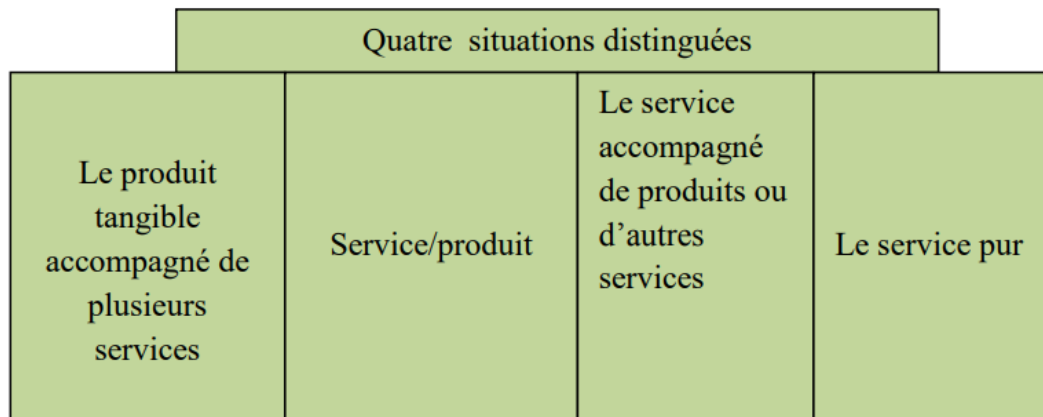 Quatre  situations distinguées
Le produit
tangible
accompagné de
plusieurs
services
Service/produit
Le service
accompagné
de produits ou
d’autres
services
Le service pur